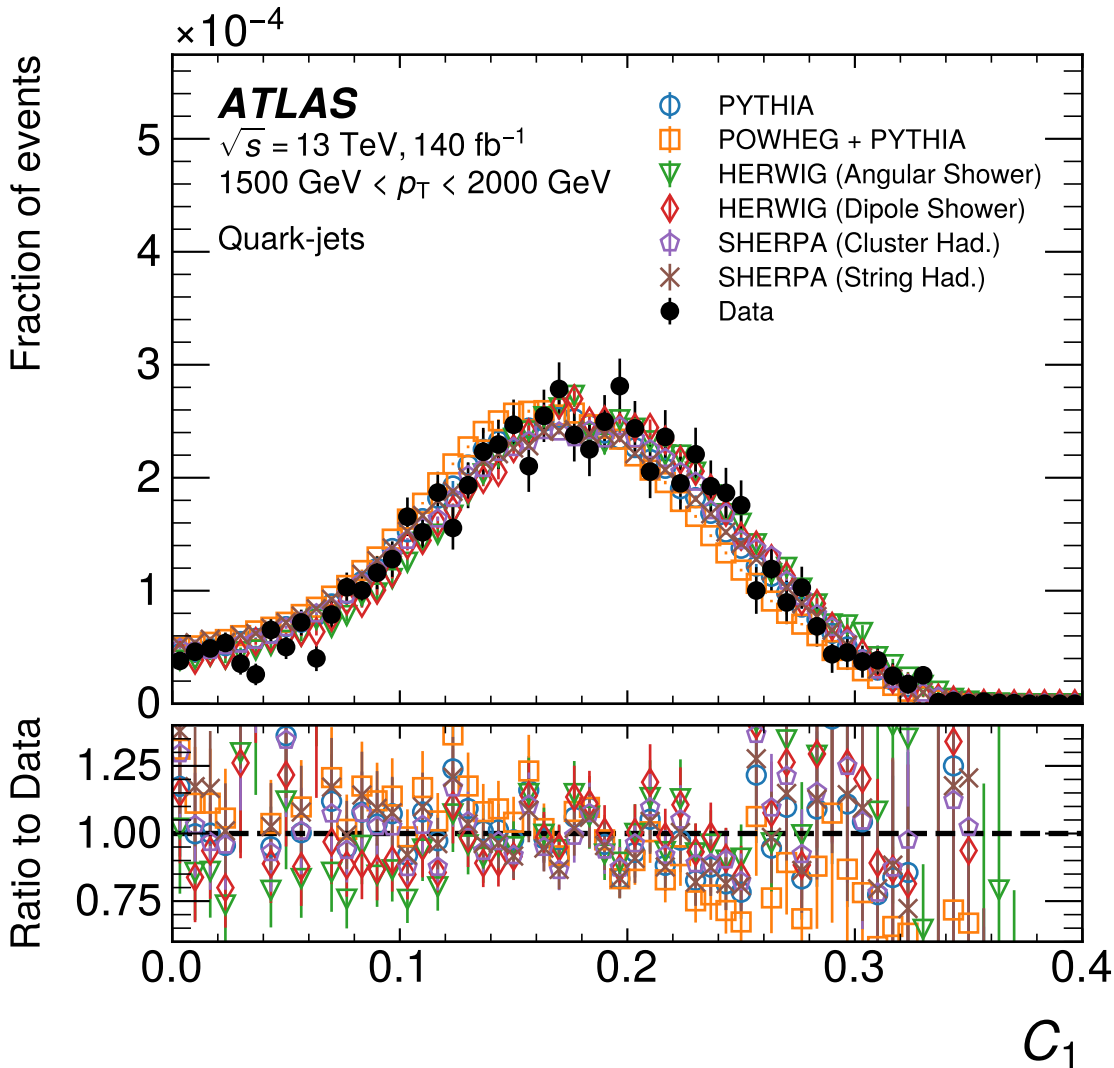 ×10⁻⁴
Fraction of events
ATLAS
√s = 13 TeV, 140 fb⁻¹
1500 GeV < p_T < 2000 GeV
Quark-jets
PYTHIA
POWHEG + PYTHIA
HERWIG (Angular Shower)
HERWIG (Dipole Shower)
SHERPA (Cluster Had.)
SHERPA (String Had.)
Data
5
4
3
2
1
0
Ratio to Data
1.25
1.00
0.75
0.0 0.1 0.2 0.3 0.4
C₁